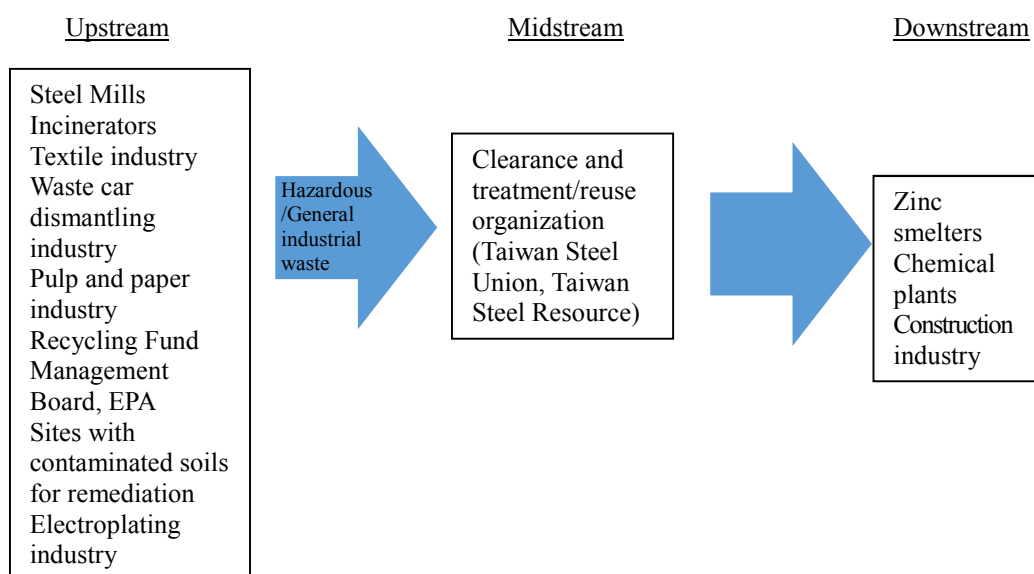 Upstream
Midstream
Downstream
Steel Mills
Incinerators
Textile industry
Waste car
dismantling
industry
Pulp and paper
industry
Recycling Fund
Management
Board, EPA
Sites with
contaminated soils
for remediation
Electroplating
industry
Hazardous
/General
industrial
waste
Clearance and
treatment/reuse
organization
(Taiwan Steel
Union, Taiwan
Steel Resource)
Zinc
smelters
Chemical
plants
Construction
industry